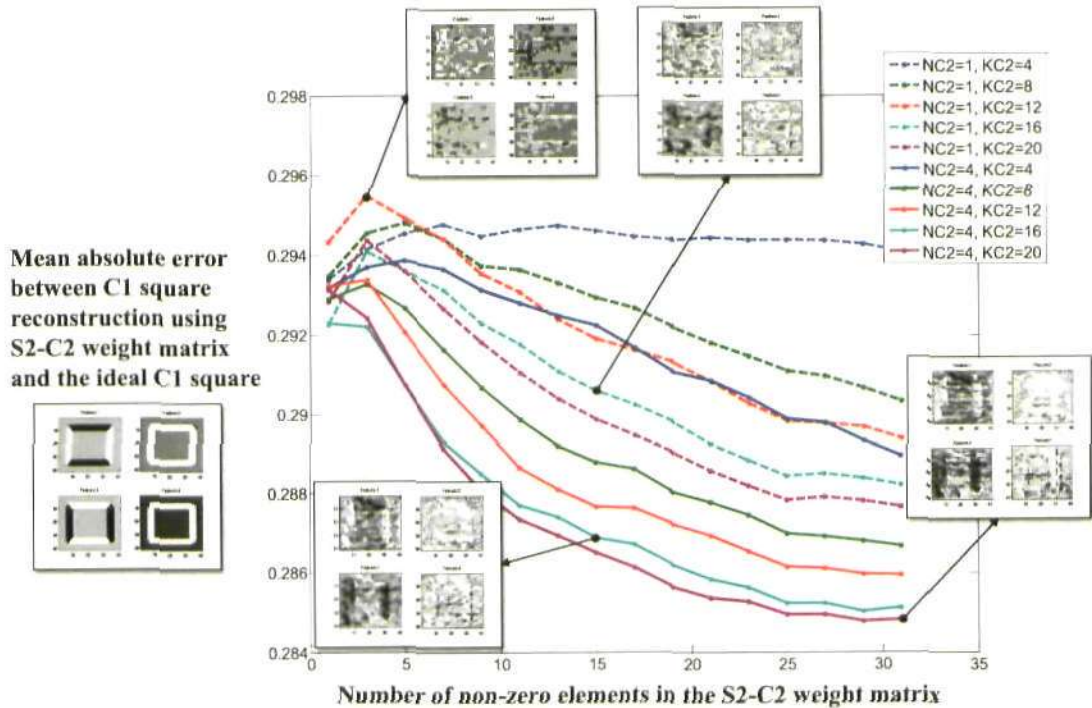 NC2=1, KC2=4
NC2=1, KC2=8
NC2=1, KC2=12
NC2=1, KC2=16
NC2=1, KC2=20
NC2=4, KC2=4
NC2=4, KC2=8
NC2=4, KC2=12
NC2=4, KC2=16
NC2=4, KC2=20
0.298
0.296
0.294
0.292
0.29
0.288
0.286
0.284
Mean absolute error
between C1 square
reconstruction using
S2-C2 weight matrix
and the ideal C1 square
0 5 10 15 20 25 30 35
Number of non-zero elements in the S2-C2 weight matrix